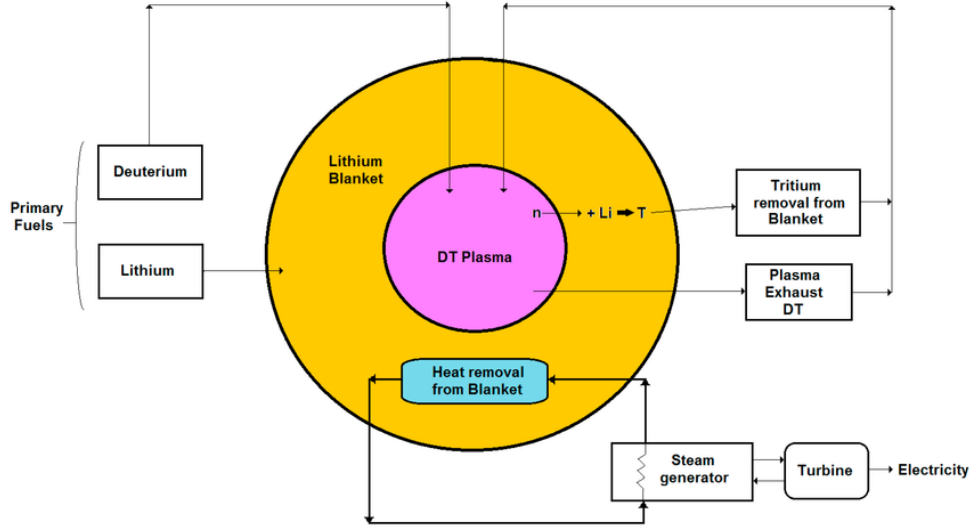 Primary
Fuels
Deuterium
Lithium
Lithium
Blanket
DT Plasma
n
+ Li
T
Tritium
removal from
Blanket
Plasma
Exhaust
DT
Heat removal
from Blanket
Steam
generator
Turbine
Electricity